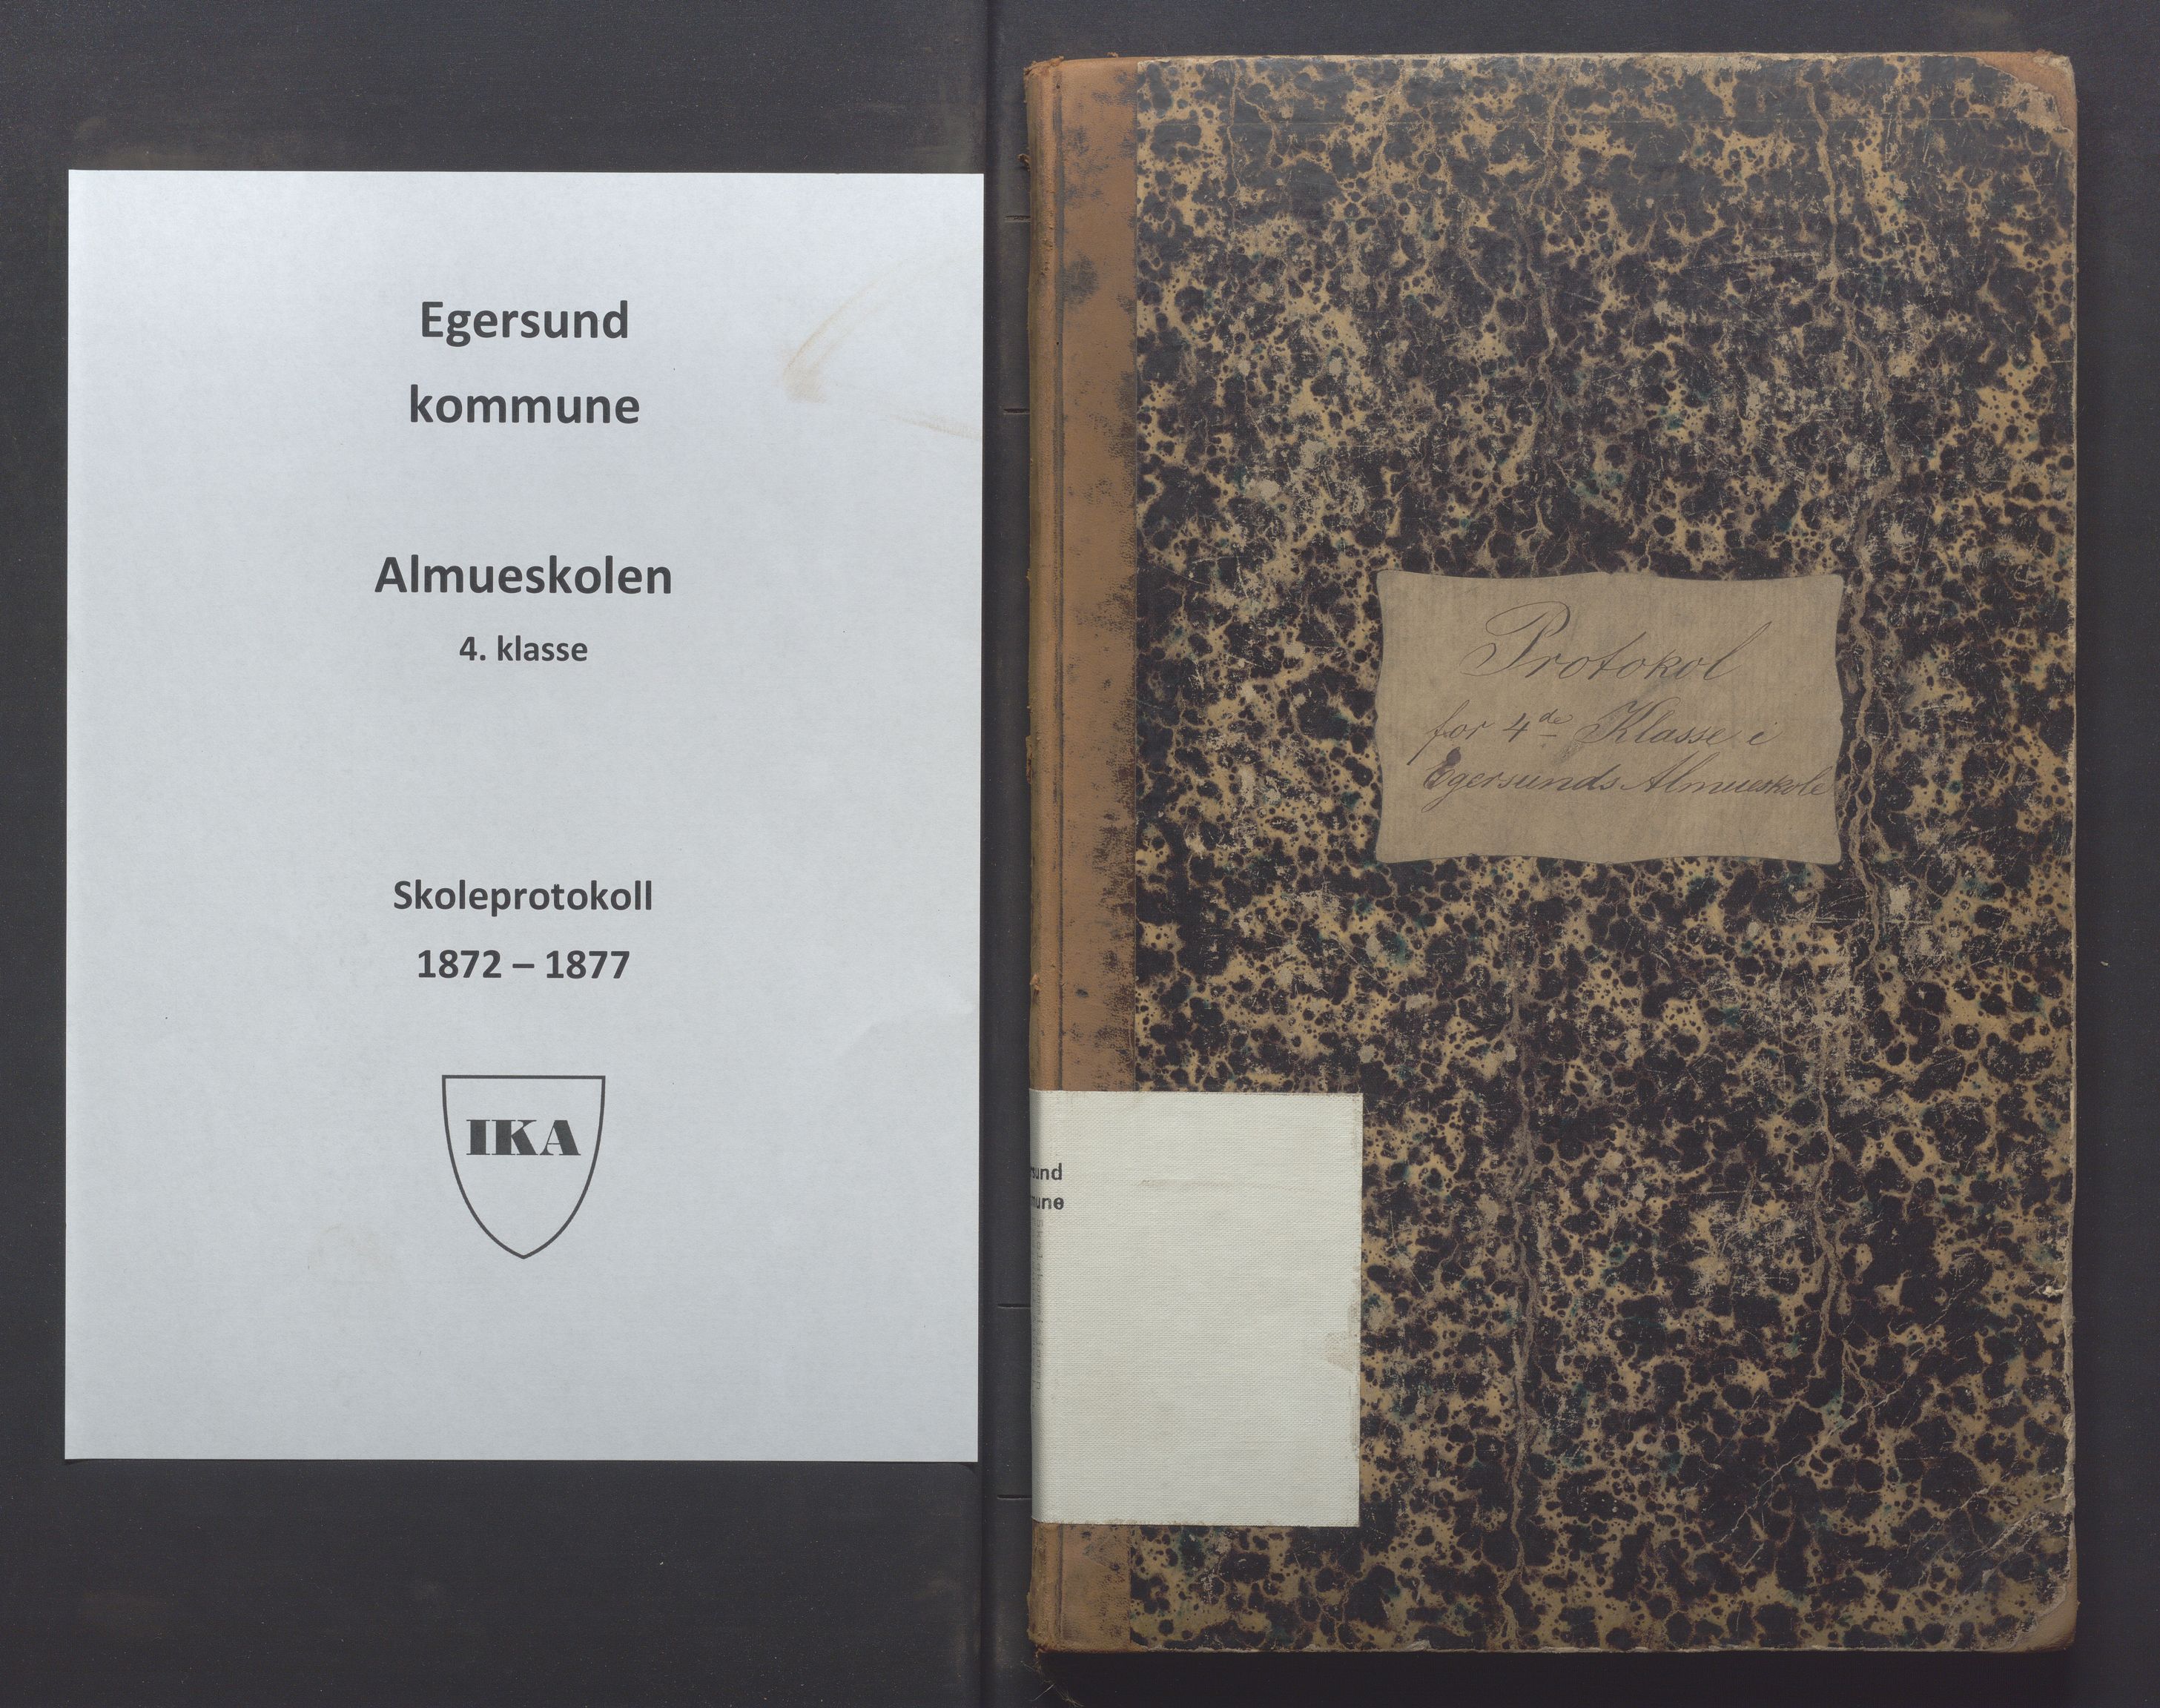 Egersund
kommune
Almueskolen
4. klasse
Skoleprotokoll
1872 – 1877
IKA
Protokol
for 4de Klasse i
Egersunds Almueskole
sund
mune